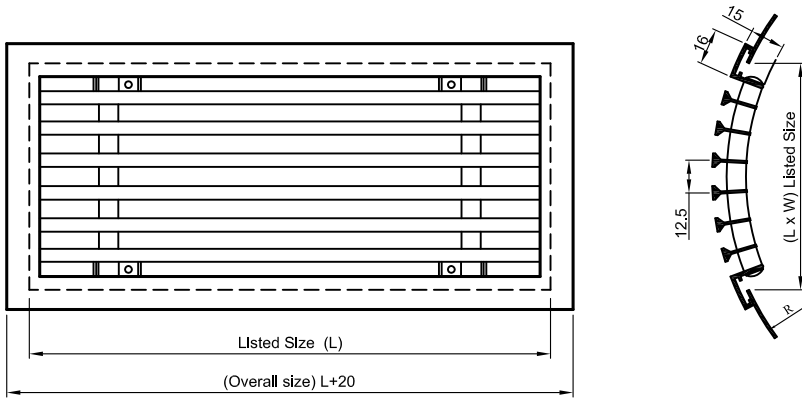 15
16
12.5
(L x W) Listed Size
R
Listed Size (L)
(Overall size) L+20